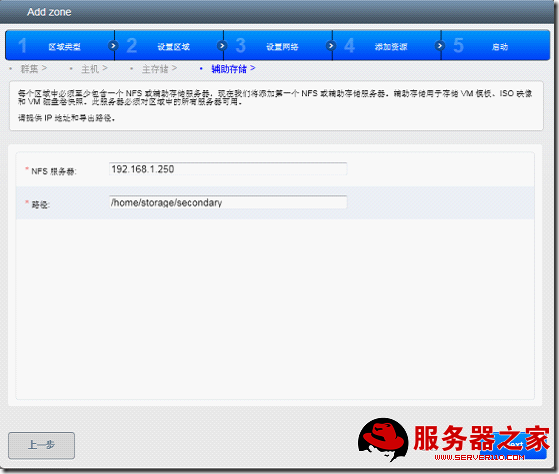 Add zone
1 区域类型 > 2 设置区域 > 3 设置网络 > 4 添加资源 > 5 启动
• 群集 > • 主机 > • 主存储 > • 辅助存储 >
每个区域中必须至少包含一个 NFS 或辅助存储服务器。现在我们将添加第一个 NFS 或辅助存储服务器。辅助存储用于存储 VM 模板、ISO 映像
和 VM 磁盘卷快照。此服务器必须对区域中的所有服务器可用。
请提供 IP 地址和导出路径。
* NFS 服务器: 192.168.1.250
* 路径: /home/storage/secondary
上一步
服务器之家